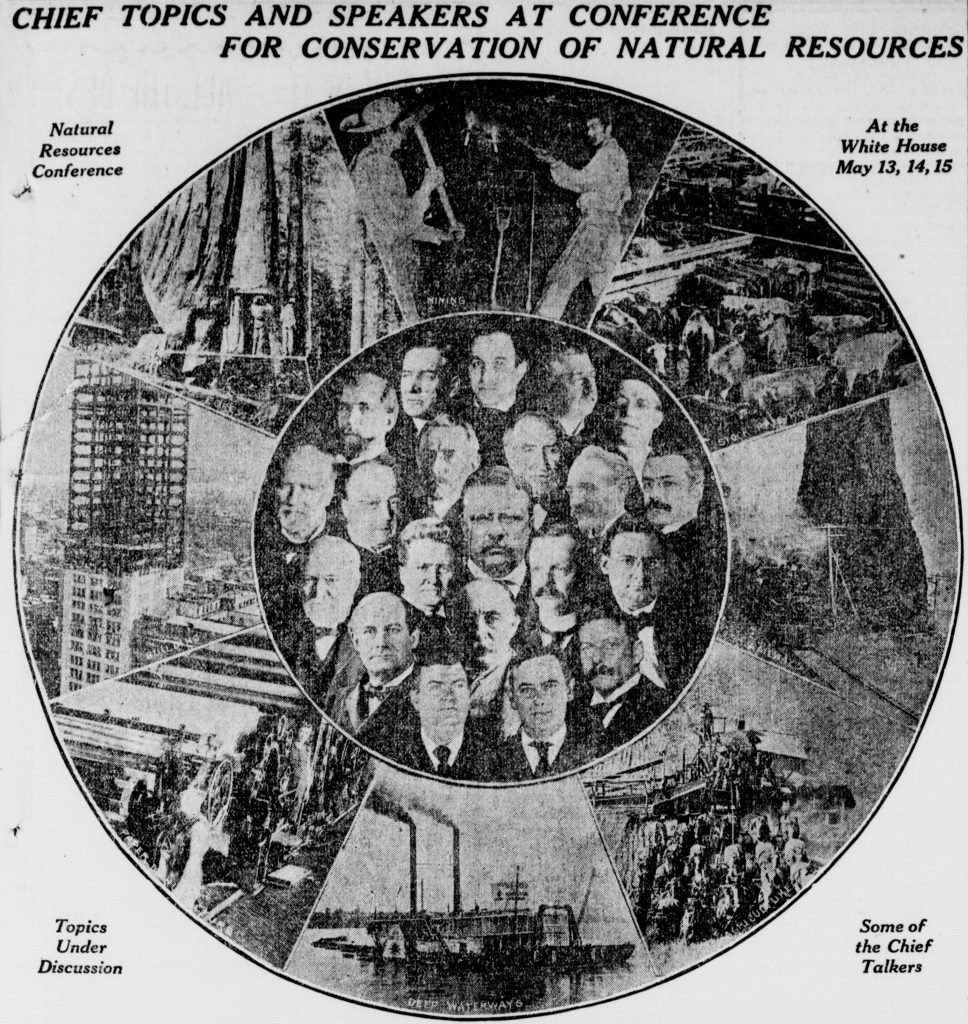 CHIEF TOPICS AND SPEAKERS AT CONFERENCE
FOR CONSERVATION OF NATURAL RESOURCES
Natural
Resources
Conference
At the
White House
May 13, 14, 15
MINING
DEEP WATERWAYS
Topics
Under
Discussion
Some of
the Chief
Talkers